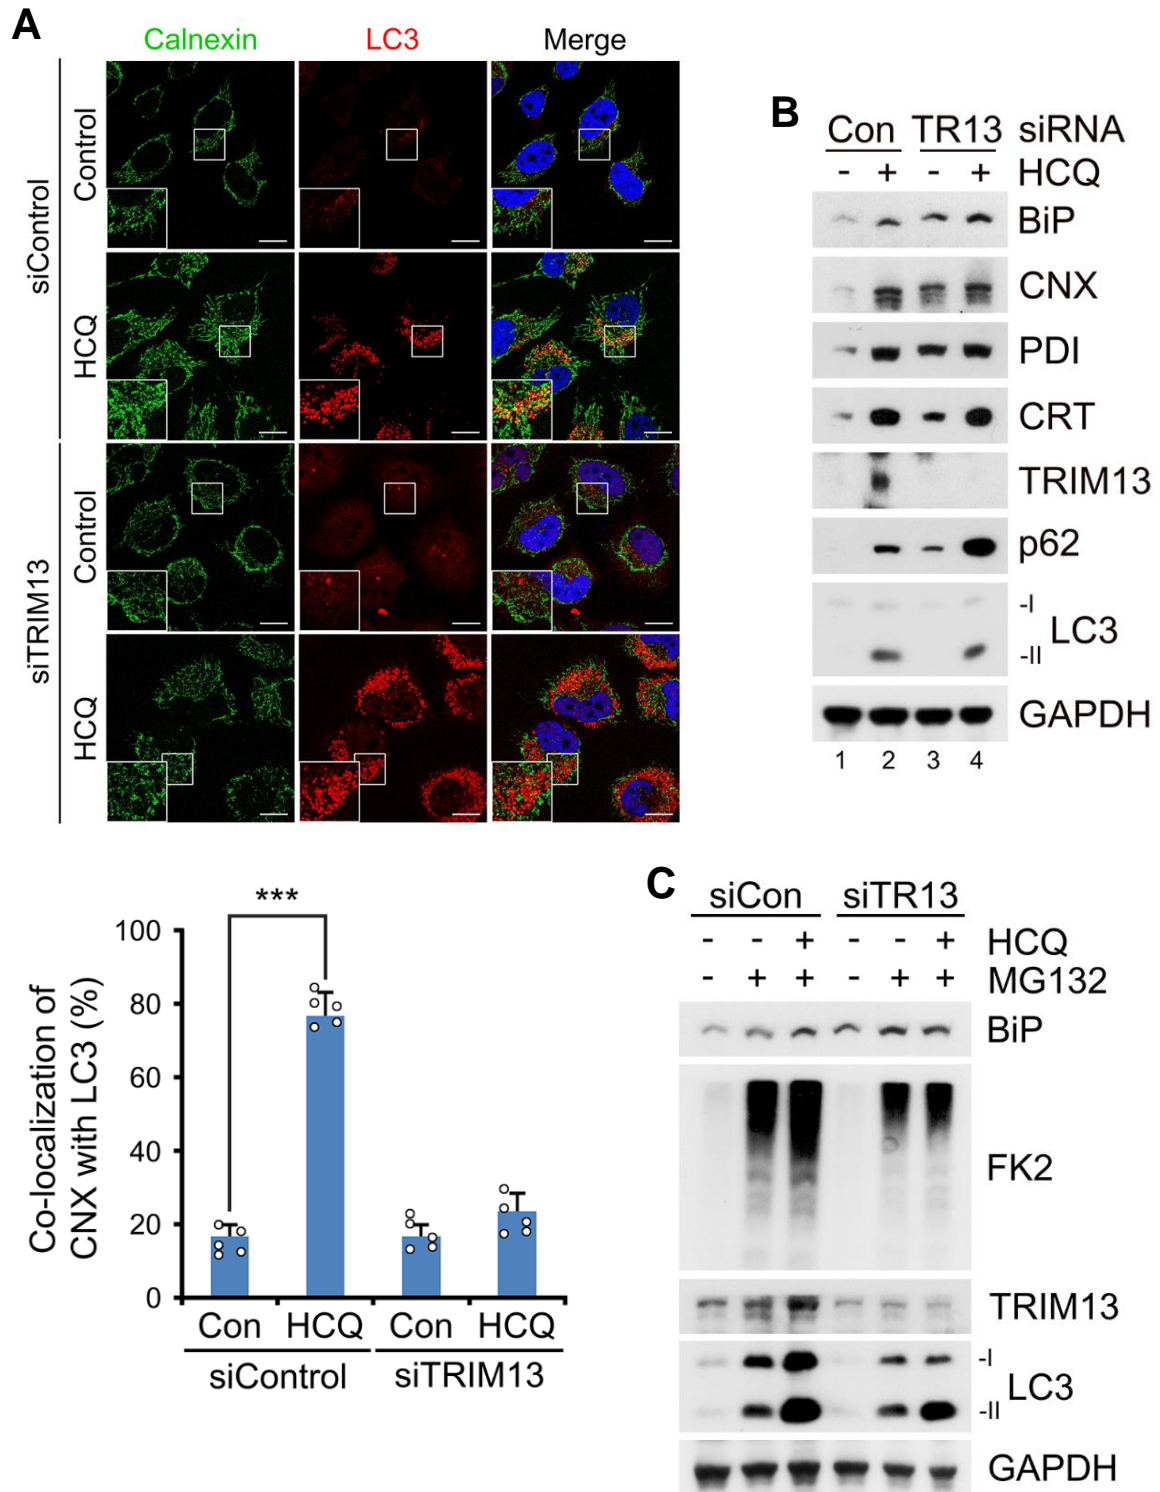 A
Calnexin LC3 Merge
siControl
Control
HCQ
siTRIM13
Control
HCQ
Co-localization of
CNX with LC3 (%)
***
100
80
60
40
20
0
Con HCQ Con HCQ
siControl siTRIM13
B
Con TR13 siRNA
- + - + HCQ
BiP
CNX
PDI
CRT
TRIM13
p62
-I
LC3
-II
GAPDH
1 2 3 4
C
siCon siTR13
- - + - - + HCQ
- + + - + + MG132
BiP
FK2
TRIM13
-I
LC3
-II
GAPDH